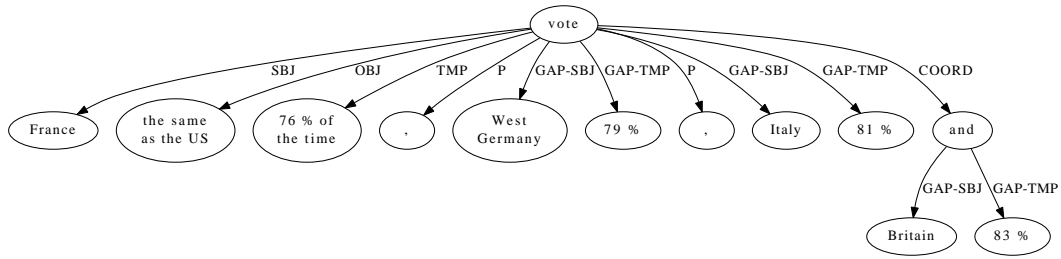 vote
SBJ OBJ TMP P GAP-SBJ GAP-TMP P GAP-SBJ GAP-TMP COORD
France
the same
as the US
76 % of
the time
,
West
Germany
79 %
,
Italy
81 %
and
GAP-SBJ GAP-TMP
Britain
83 %